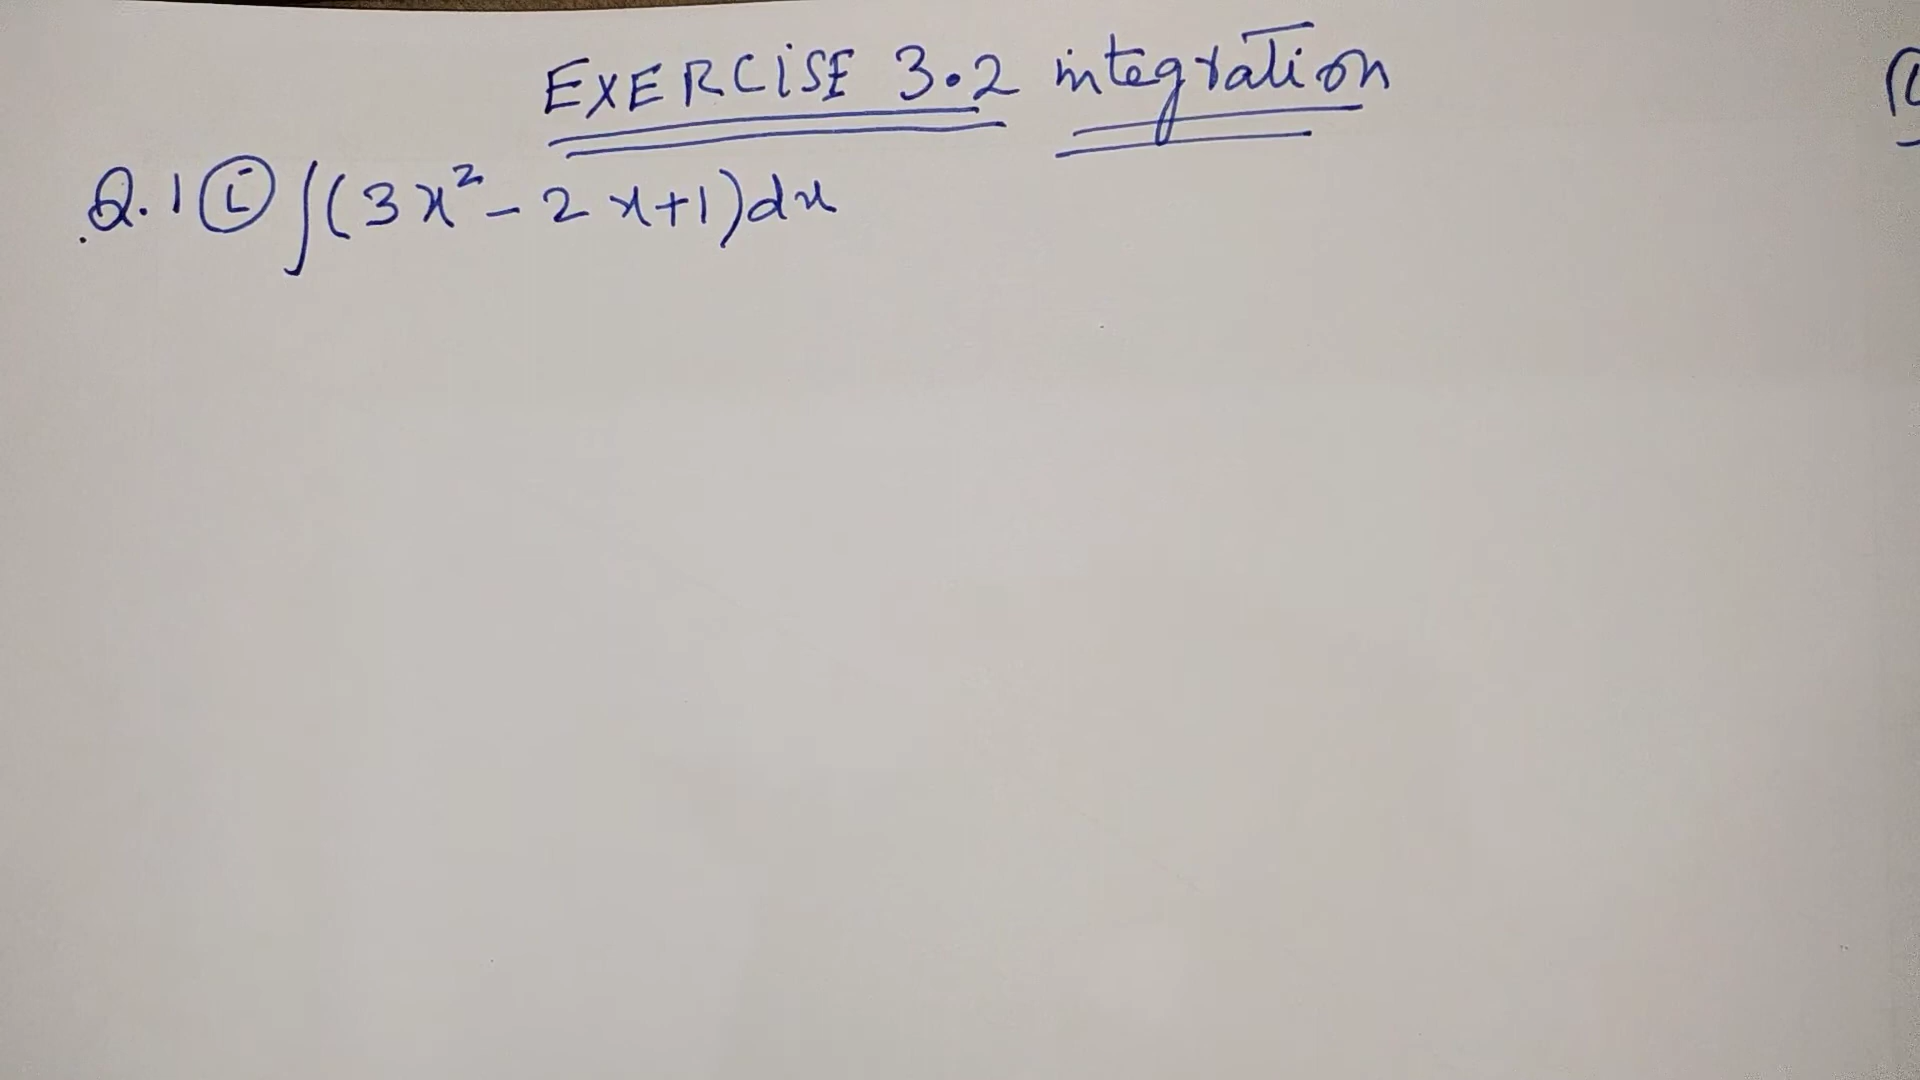 EXERCISE 3.2 integration
Q.1 (i) ∫(3x² - 2x+1)dx